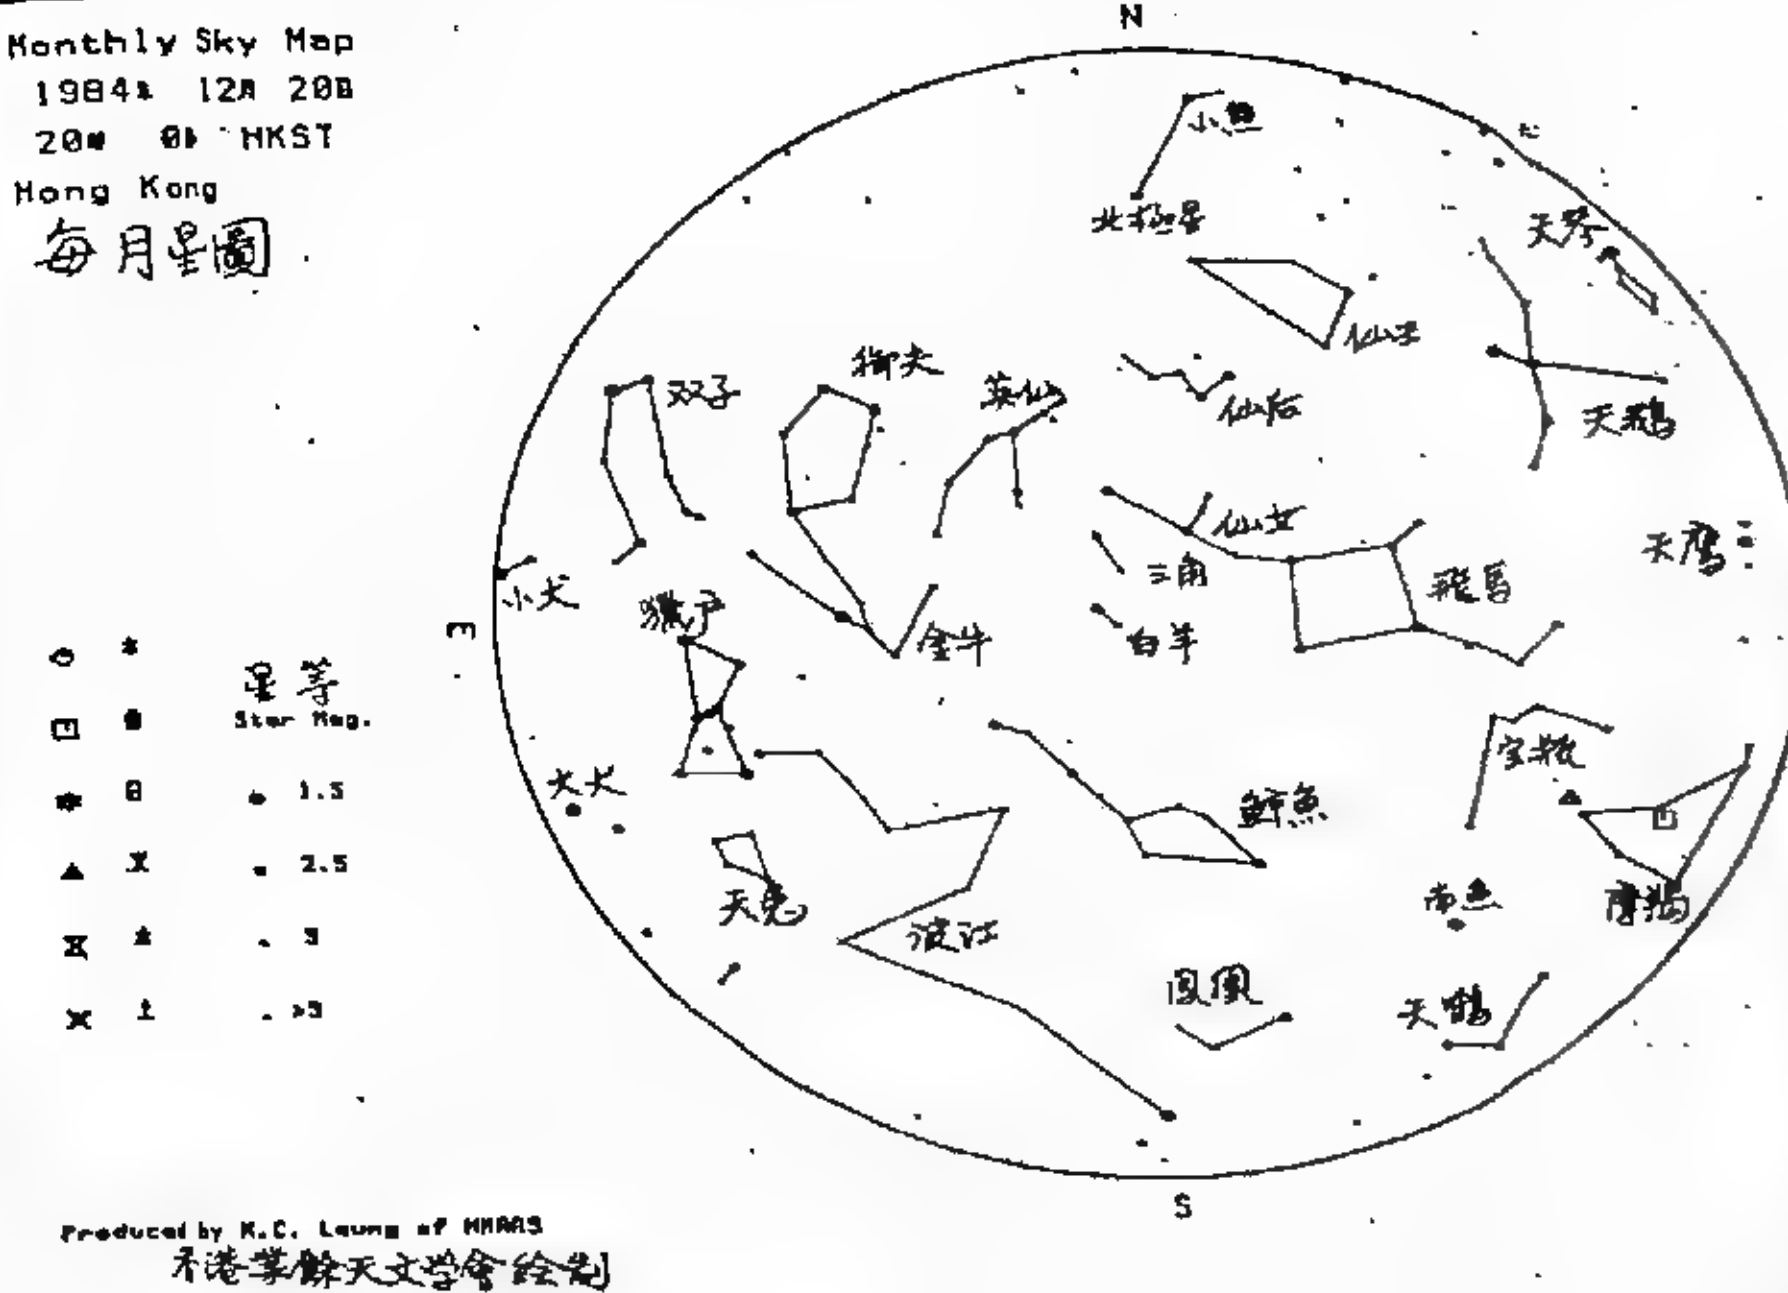 Monthly Sky Map
1984年 12月 20日
20時 0分 HKST
Hong Kong
每月星圖
N
小熊
北極星
天琴
仙王
御夫
双子
英仙
仙后
天鵝
仙女
三角
飛馬
天鷹
小犬
獵戶
金牛
白羊
E
星等
Star Mag.
1.5
2.5
3
>3
大犬
宝瓶
鯨魚
天兔
波江
南魚
摩羯
鳳凰
天鶴
S
Produced by K.C. Leung of HKAAS
香港業餘天文学會绘制